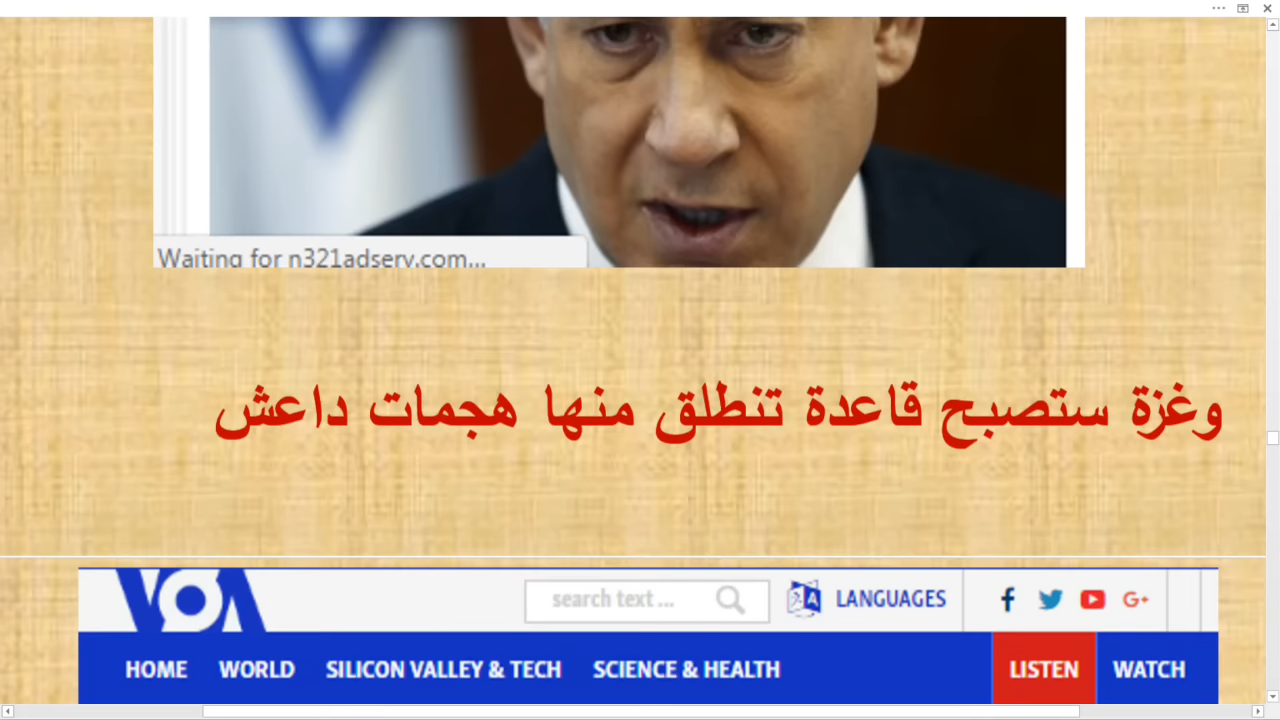 Waiting for n321adserv.com...
وغزة ستصبح قاعدة تنطلق منها هجمات داعش
VOA
search text ...
LANGUAGES
G+
HOME WORLD SILICON VALLEY & TECH SCIENCE & HEALTH LISTEN WATCH